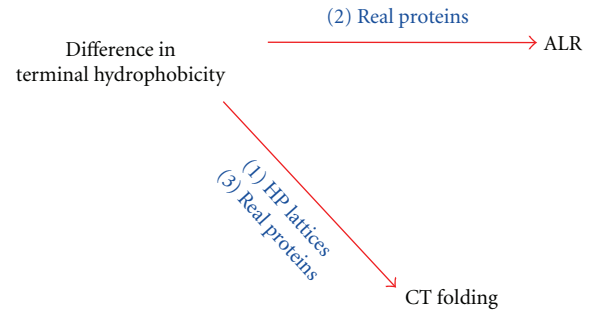 (2) Real proteins
Difference in
terminal hydrophobicity
ALR
(1) HP lattices
(3) Real proteins
CT folding